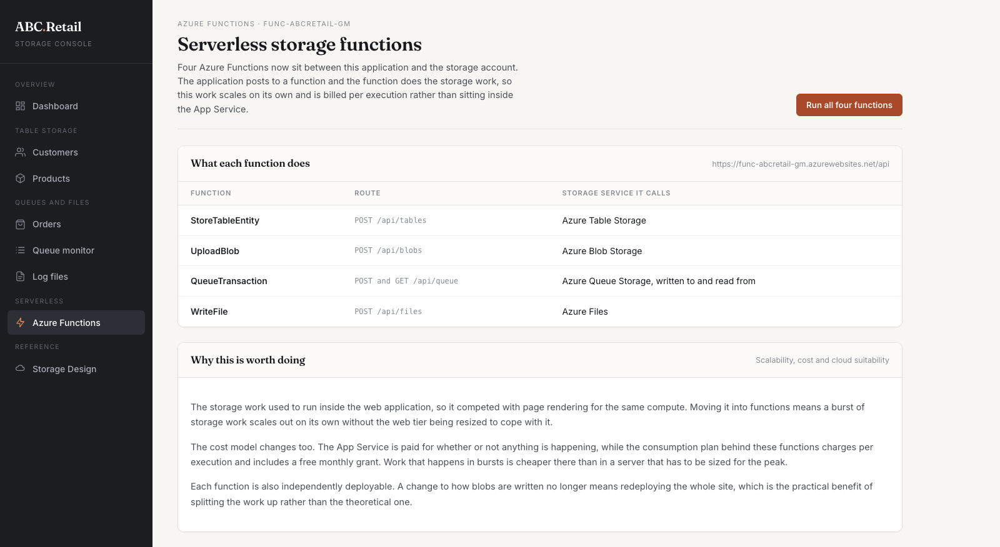 ABC.Retail
STORAGE CONSOLE
OVERVIEW
Dashboard
TABLE STORAGE
Customers
Products
QUEUES AND FILES
Orders
Queue monitor
Log files
SERVERLESS
Azure Functions
REFERENCE
Storage Design
AZURE FUNCTIONS · FUNC-ABCRETAIL-GM
Serverless storage functions
Four Azure Functions now sit between this application and the storage account.
The application posts to a function and the function does the storage work, so
this work scales on its own and is billed per execution rather than sitting inside
the App Service.
Run all four functions
What each function does
https://func-abcretail-gm.azurewebsites.net/api
FUNCTION ROUTE STORAGE SERVICE IT CALLS
StoreTableEntity POST /api/tables Azure Table Storage
UploadBlob POST /api/blobs Azure Blob Storage
QueueTransaction POST and GET /api/queue Azure Queue Storage, written to and read from
WriteFile POST /api/files Azure Files
Why this is worth doing
Scalability, cost and cloud suitability
The storage work used to run inside the web application, so it competed with page rendering for the same compute. Moving it into functions means a burst of
storage work scales out on its own without the web tier being resized to cope with it.
The cost model changes too. The App Service is paid for whether or not anything is happening, while the consumption plan behind these functions charges per
execution and includes a free monthly grant. Work that happens in bursts is cheaper there than in a server that has to be sized for the peak.
Each function is also independently deployable. A change to how blobs are written no longer means redeploying the whole site, which is the practical benefit of
splitting the work up rather than the theoretical one.